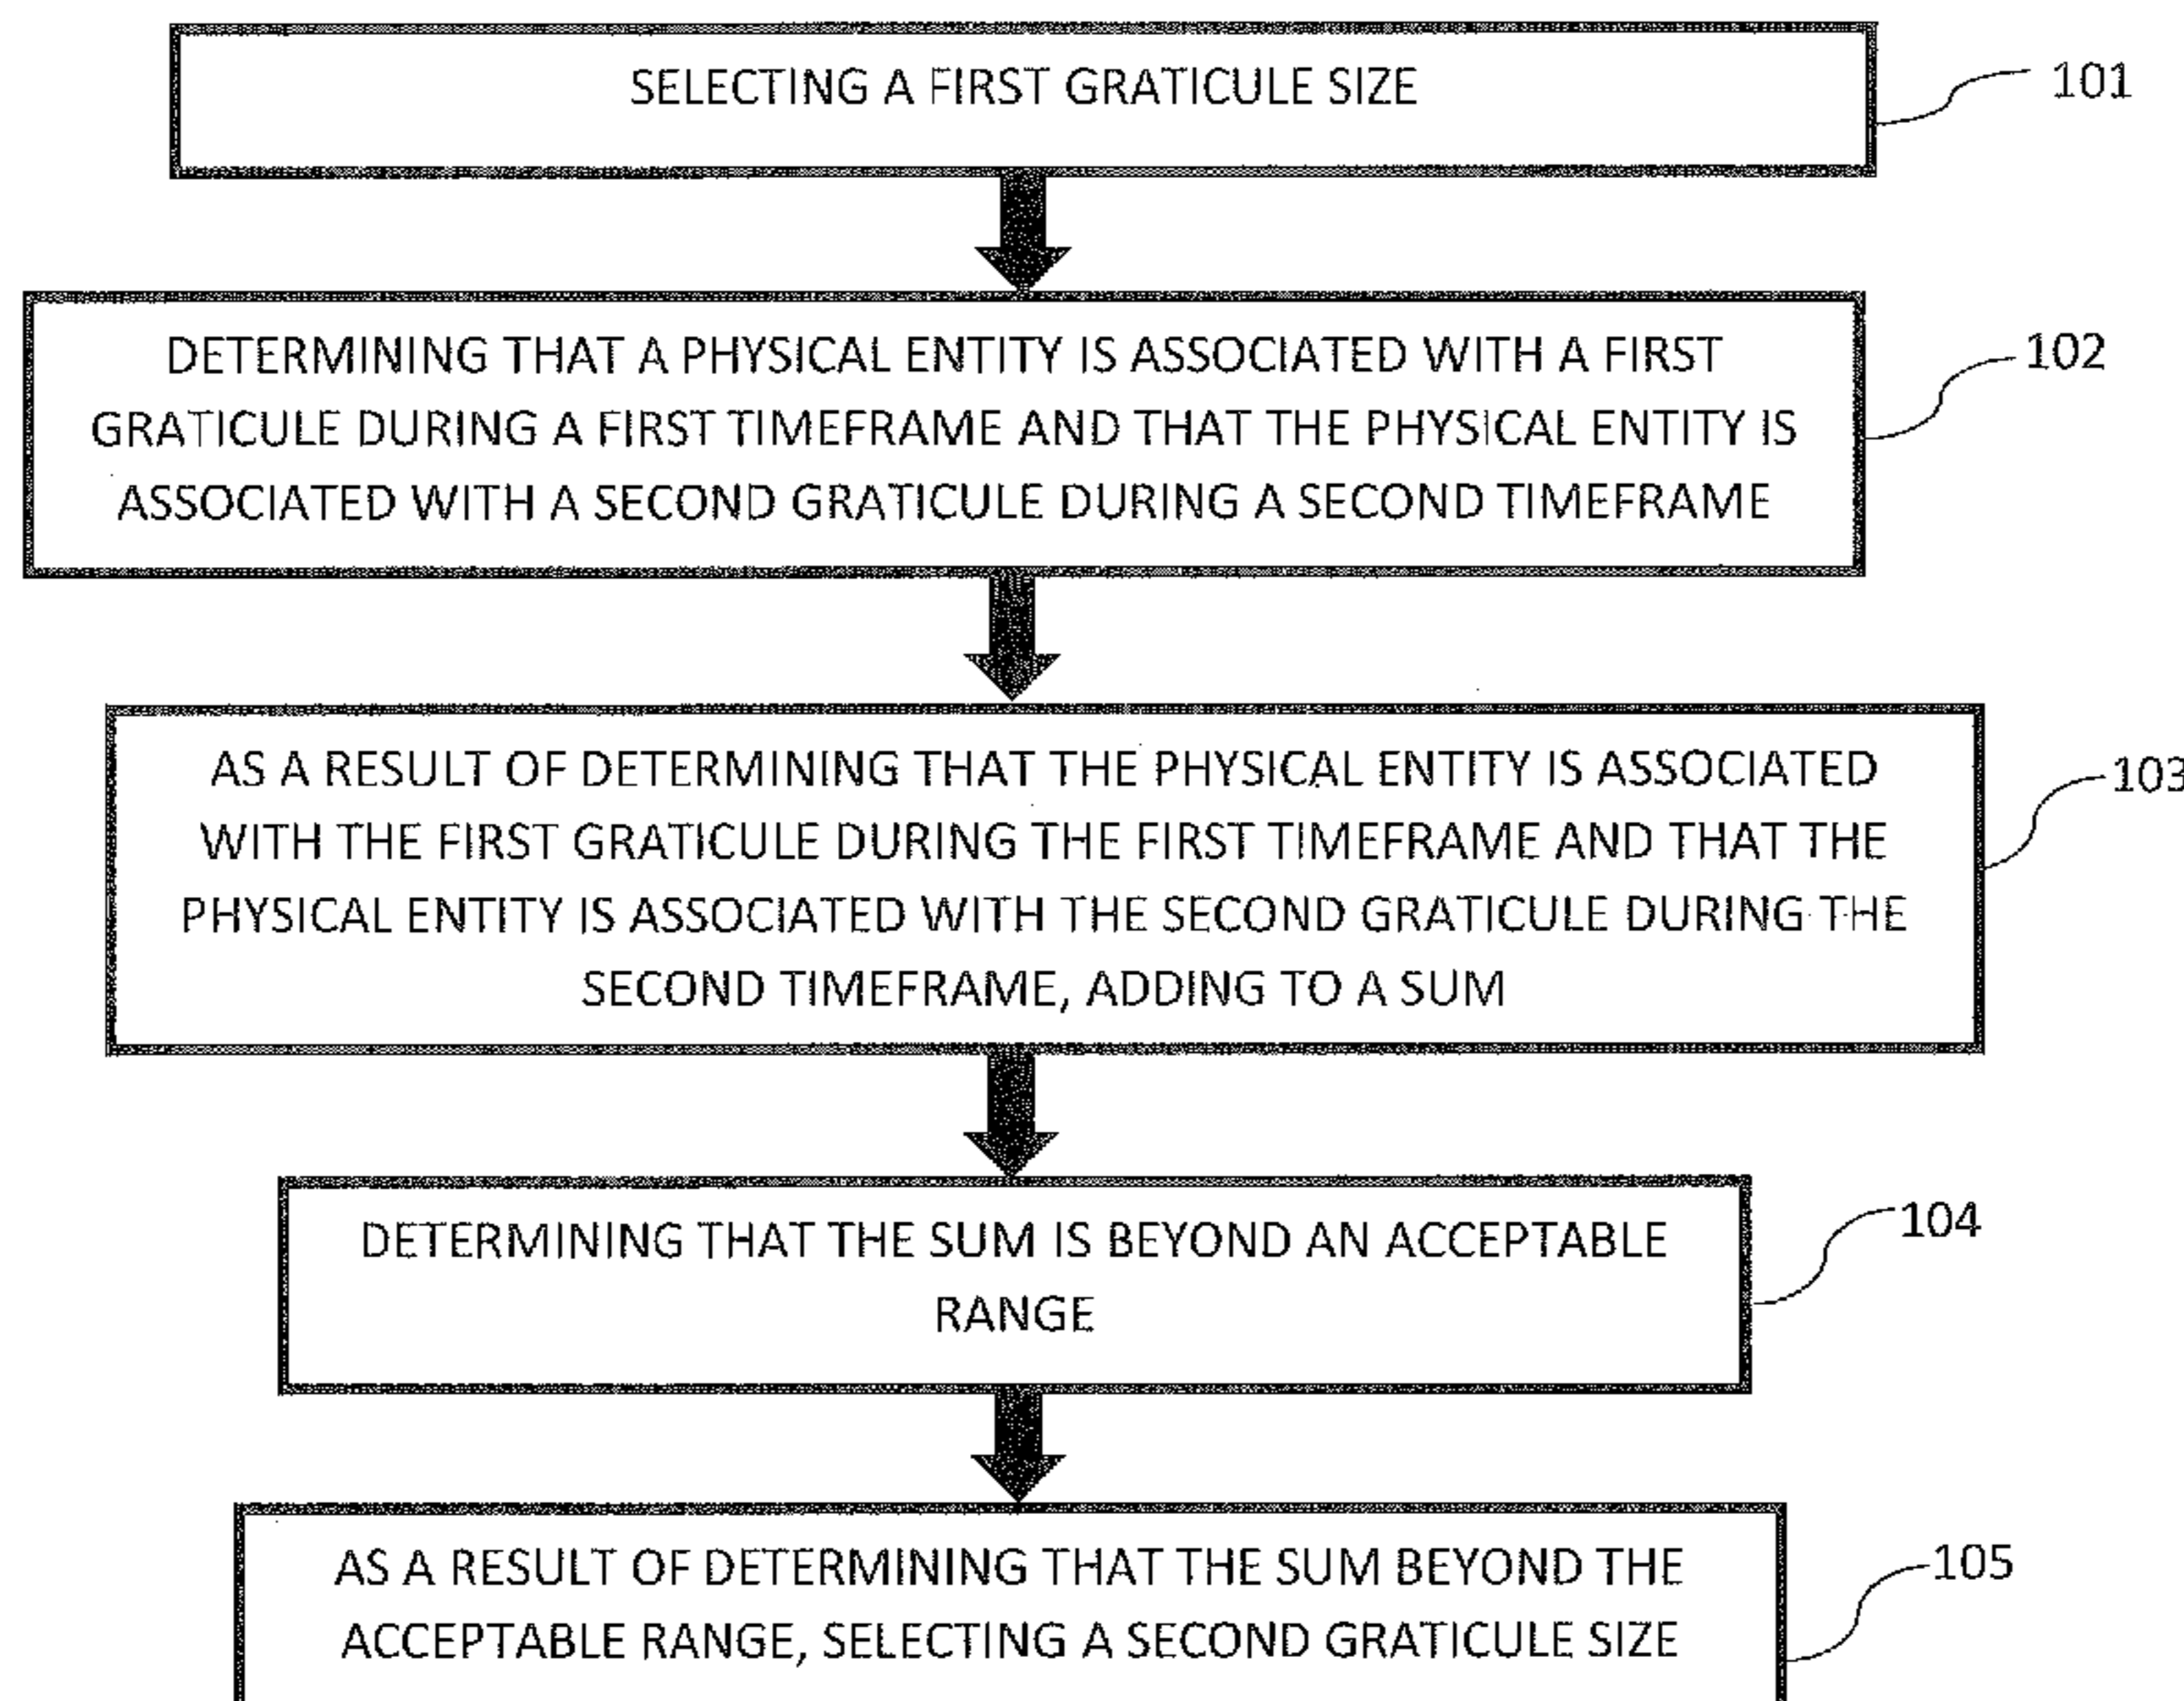 SELECTING A FIRST GRATICULE SIZE
101
DETERMINING THAT A PHYSICAL ENTITY IS ASSOCIATED WITH A FIRST
GRATICULE DURING A FIRST TIMEFRAME AND THAT THE PHYSICAL ENTITY IS
ASSOCIATED WITH A SECOND GRATICULE DURING A SECOND TIMEFRAME
102
AS A RESULT OF DETERMINING THAT THE PHYSICAL ENTITY IS ASSOCIATED
WITH THE FIRST GRATICULE DURING THE FIRST TIMEFRAME AND THAT THE
PHYSICAL ENTITY IS ASSOCIATED WITH THE SECOND GRATICULE DURING THE
SECOND TIMEFRAME, ADDING TO A SUM
103
DETERMINING THAT THE SUM IS BEYOND AN ACCEPTABLE
RANGE
104
AS A RESULT OF DETERMINING THAT THE SUM BEYOND THE
ACCEPTABLE RANGE, SELECTING A SECOND GRATICULE SIZE
105